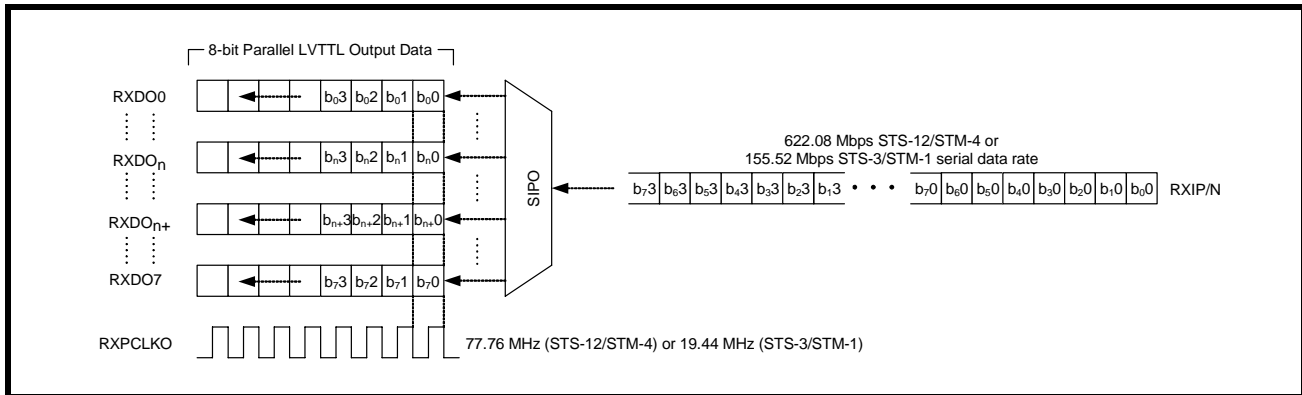 8-bit Parallel LVTTL Output Data
RXDO0
b₀3 b₀2 b₁1 b₀0
RXDOₙ
bₙ3 bₙ2 bₙ1 bₙ0
RXDOₙ₊
bₙ₊3 bₙ₊2 bₙ₊1 bₙ₊0
RXDO7
b₇3 b₇2 b₇1 b₇0
SIPO
622.08 Mbps STS-12/STM-4 or
155.52 Mbps STS-3/STM-1 serial data rate
b₇3 b₆3 b₅3 b₄3 b₃3 b₂3 b₁3 • • • b₇0 b₆0 b₅0 b₄0 b₃0 b₂0 b₁0 b₀0 RXIP/N
RXPCLKO
77.76 MHz (STS-12/STM-4) or 19.44 MHz (STS-3/STM-1)